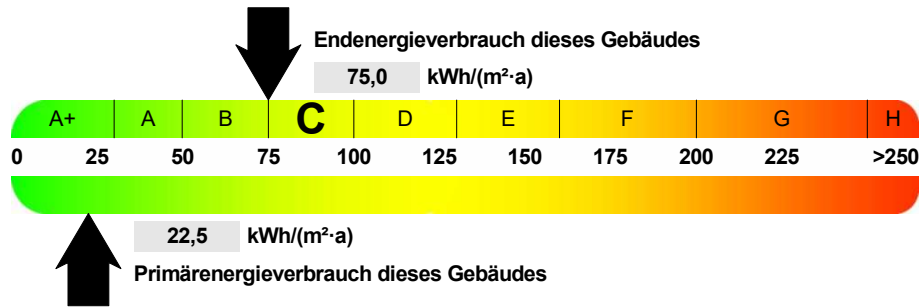 Endenergieverbrauch dieses Gebäudes
75,0 kWh/(m²·a)
A+ A B C D E F G H
0 25 50 75 100 125 150 175 200 225 >250
22,5 kWh/(m²·a)
Primärenergieverbrauch dieses Gebäudes